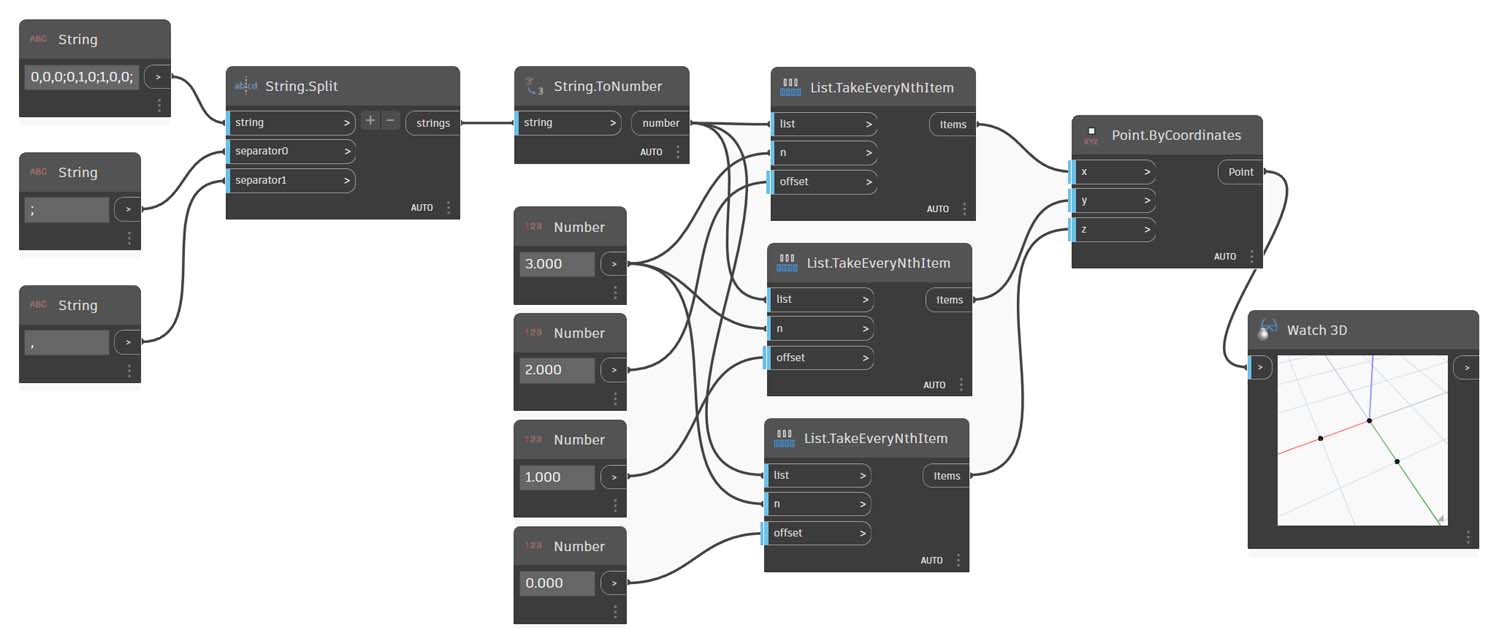 ABC String
0,0,0;0,1,0;1,0,0; >
ABC String
; >
ABC String
, >
abcd String.Split
string > + - strings
separator0 >
separator1 >
AUTO
3 String.ToNumber
string > number
AUTO
123 Number
3.000 >
123 Number
2.000 >
123 Number
1.000 >
123 Number
0.000 >
List.TakeEveryNthItem
list > Items
n >
offset >
AUTO
List.TakeEveryNthItem
list > Items
n >
offset >
AUTO
List.TakeEveryNthItem
list > Items
n >
offset >
AUTO
XYZ Point.ByCoordinates
x > Point
y >
z >
AUTO
Watch 3D
> >